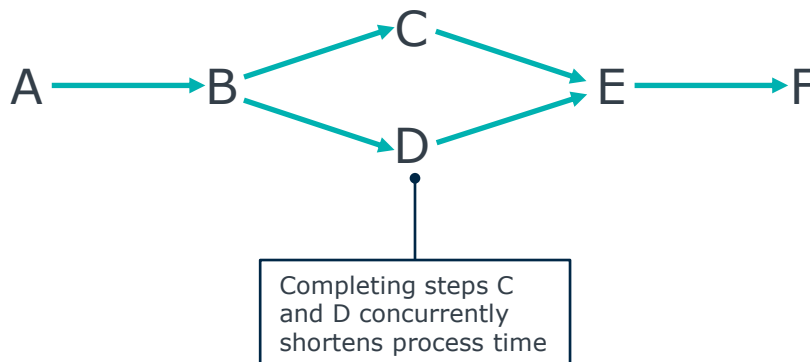 A
B
C
D
E
F
Completing steps C
and D concurrently
shortens process time